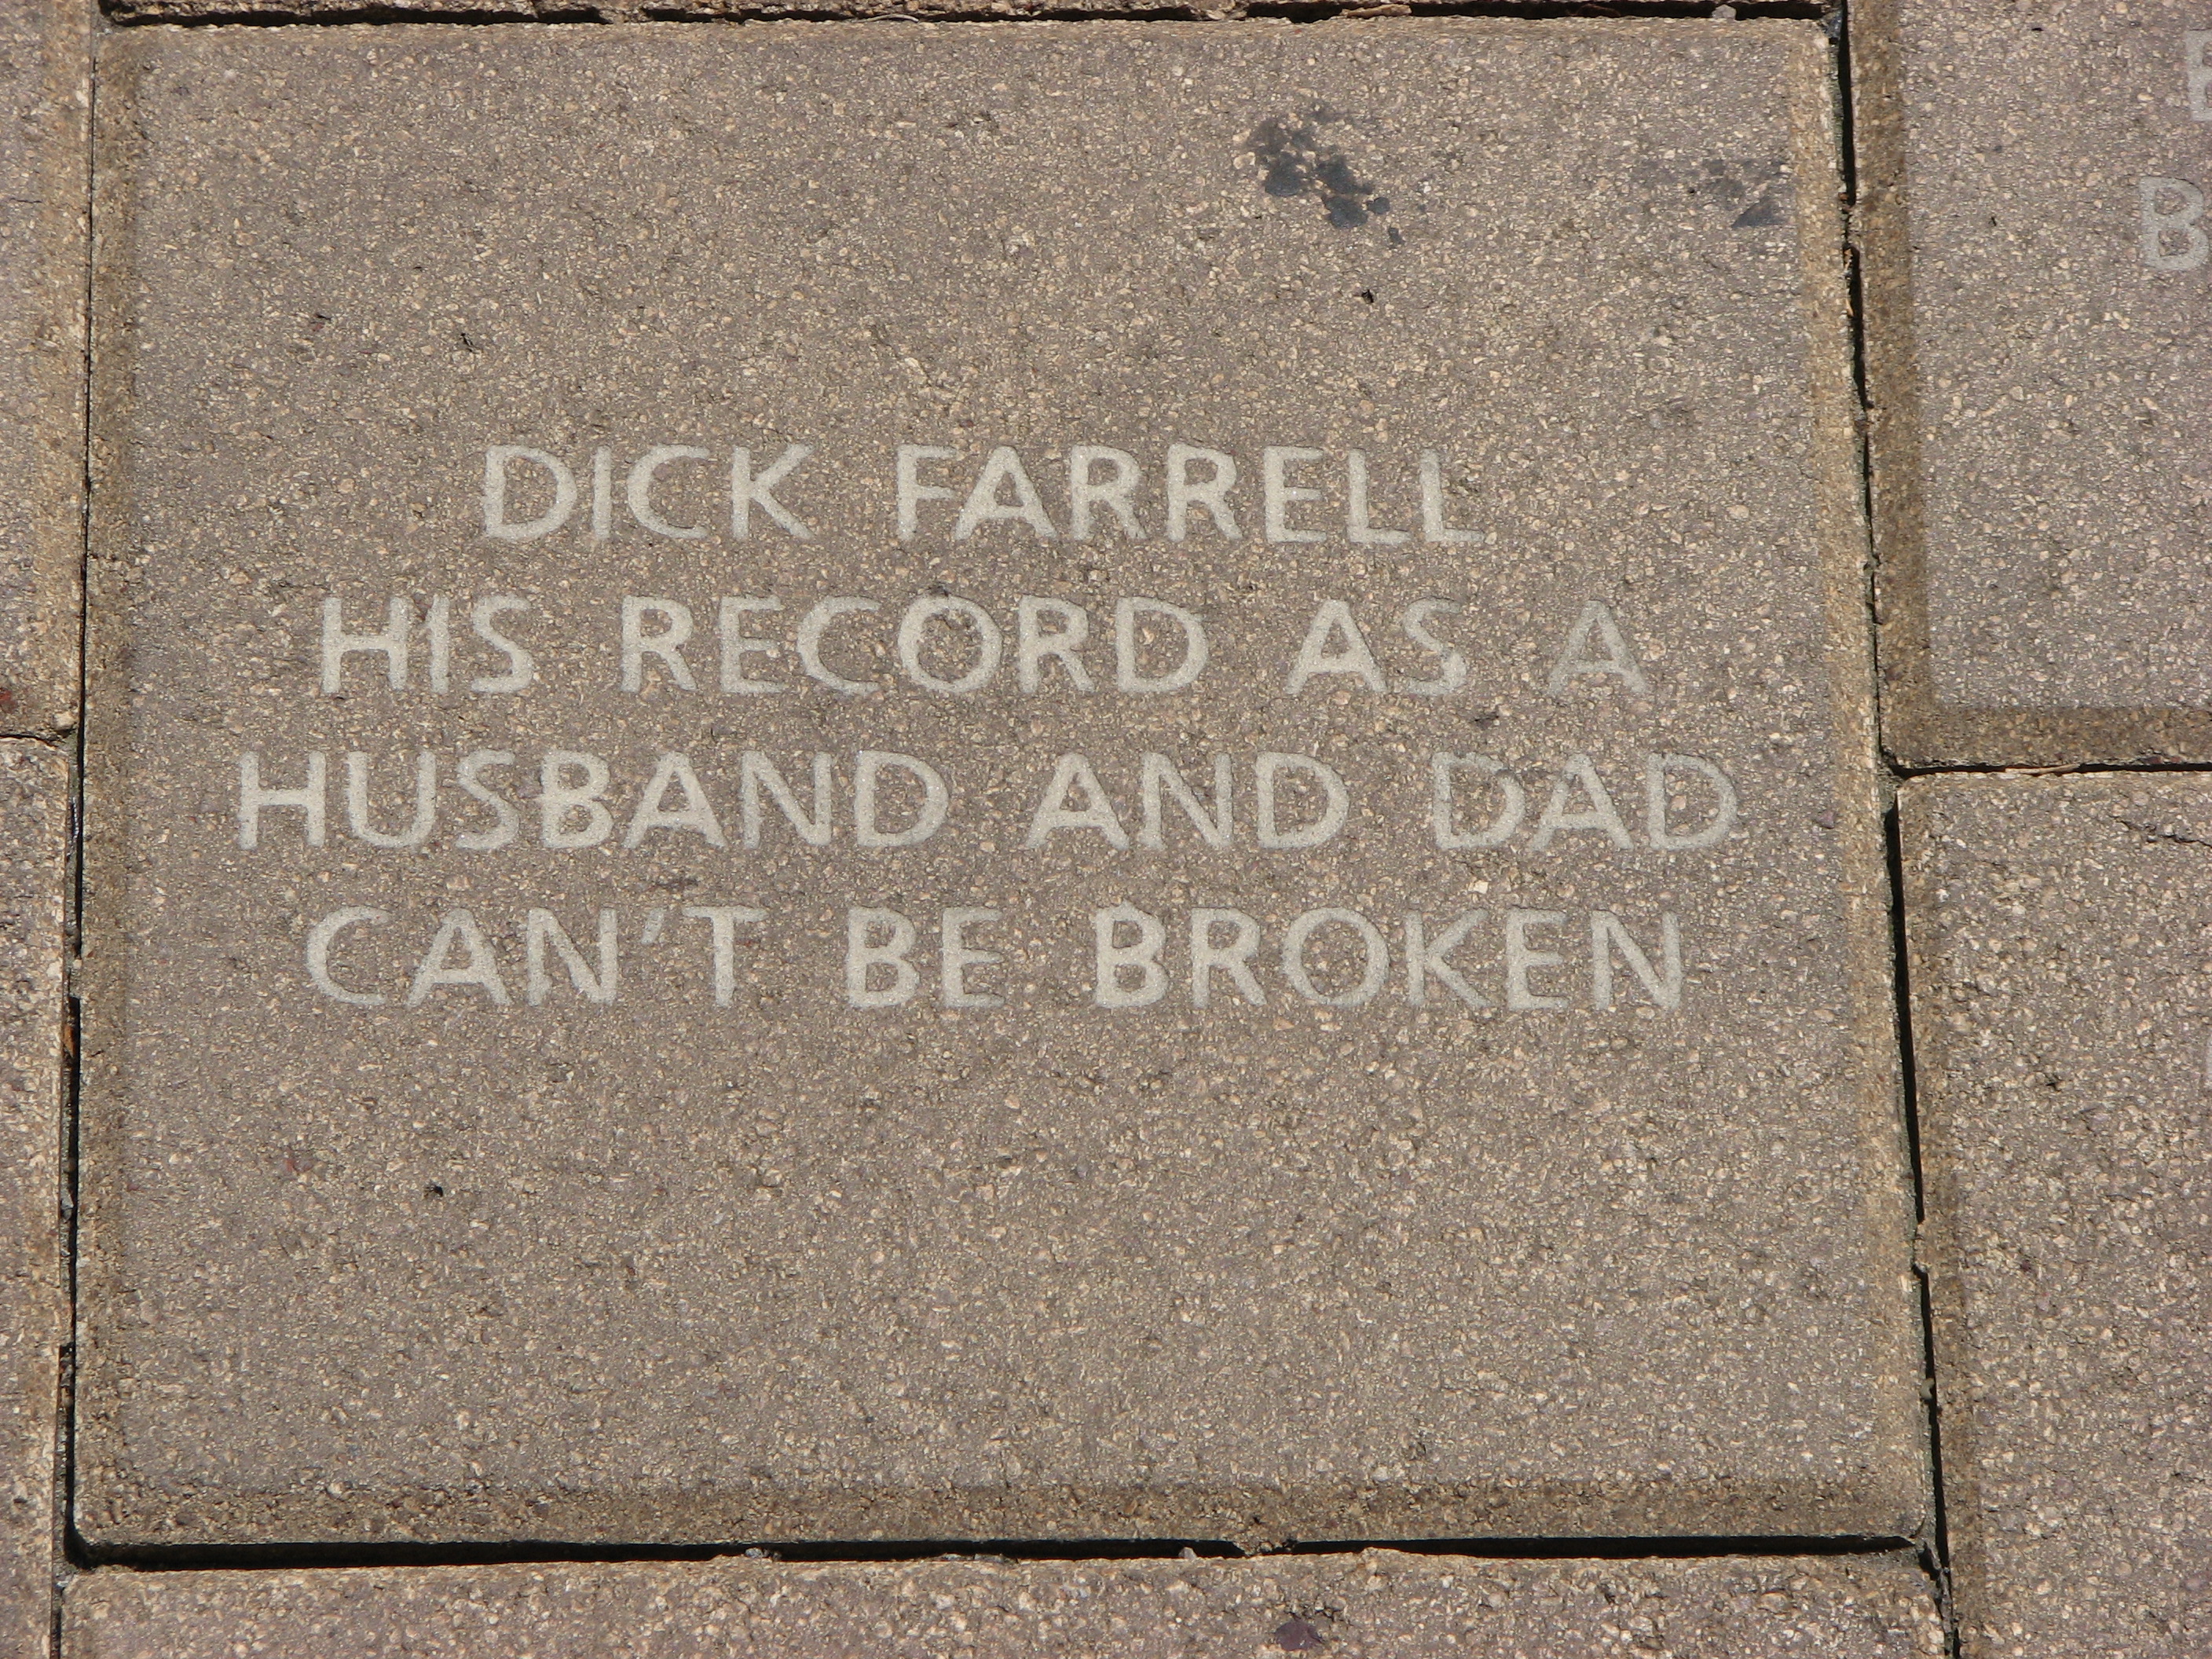 DICK FARRELL
HIS RECORD AS A
HUSBAND AND DAD
CAN'T BE BROKEN